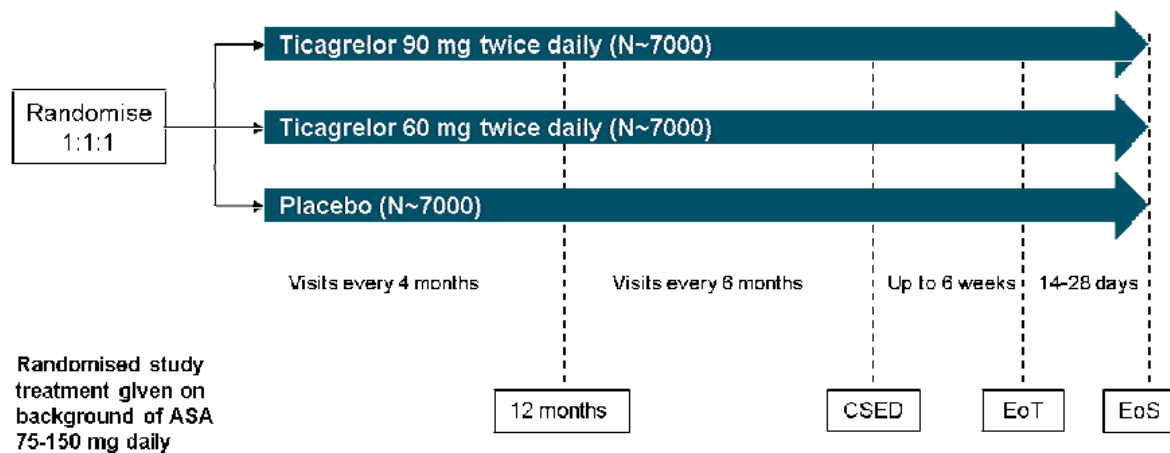 Ticagrelor 90 mg twice daily (N~7000)
Randomise
1:1:1
Ticagrelor 60 mg twice daily (N~7000)
Placebo (N~7000)
Visits every 4 months
Visits every 6 months
Up to 6 weeks
14-28 days
Randomised study
treatment given on
background of ASA
75-150 mg daily
12 months
CSED
EoT
EoS